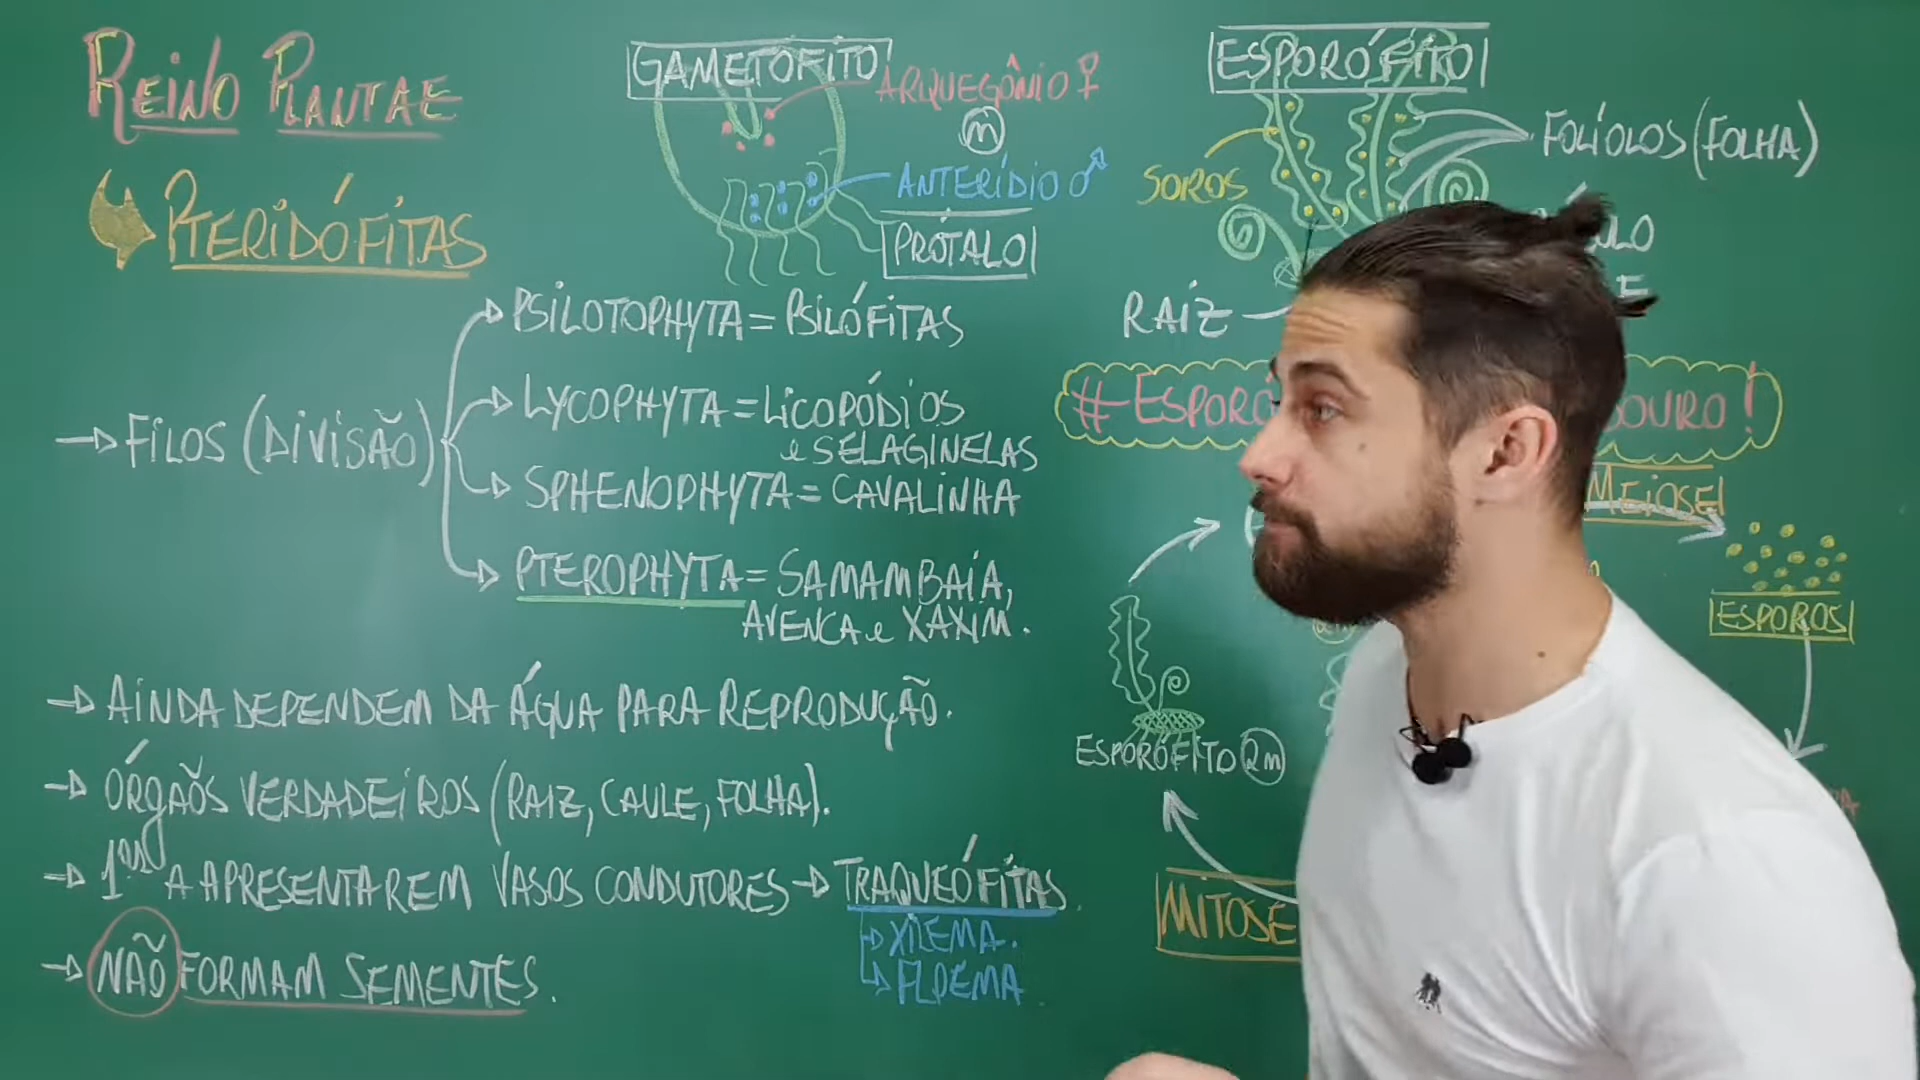 REINO PLANTAE
PTERIDÓFITAS
GAMETÓFITO
ARQUEGÔNIO ♀
n
ANTERÍDIO ♂
PRÓTALO
ESPORÓFITO
SOROS
FOLÍOLOS (FOLHA)
RAIZ
→ FILOS (DIVISÃO)
→ PSILOTOPHYTA = PSILÓFITAS
→ LYCOPHYTA = LICOPÓDIOS
e SELAGINELAS
→ SPHENOPHYTA = CAVALINHA
→ PTEROPHYTA = SAMAMBAIA,
AVENCA e XAXIM.
→ AINDA DEPENDEM DA ÁGUA PARA REPRODUÇÃO.
→ ÓRGÃOS VERDADEIROS (RAIZ, CAULE, FOLHA).
→ 1ªs A APRESENTAREM VASOS CONDUTORES → TRAQUEÓFITAS.
→ XILEMA.
→ FLOEMA.
→ NÃO FORMAM SEMENTES.
MEIOSE
ESPOROS
ESPORÓFITO 2n
MITOSE